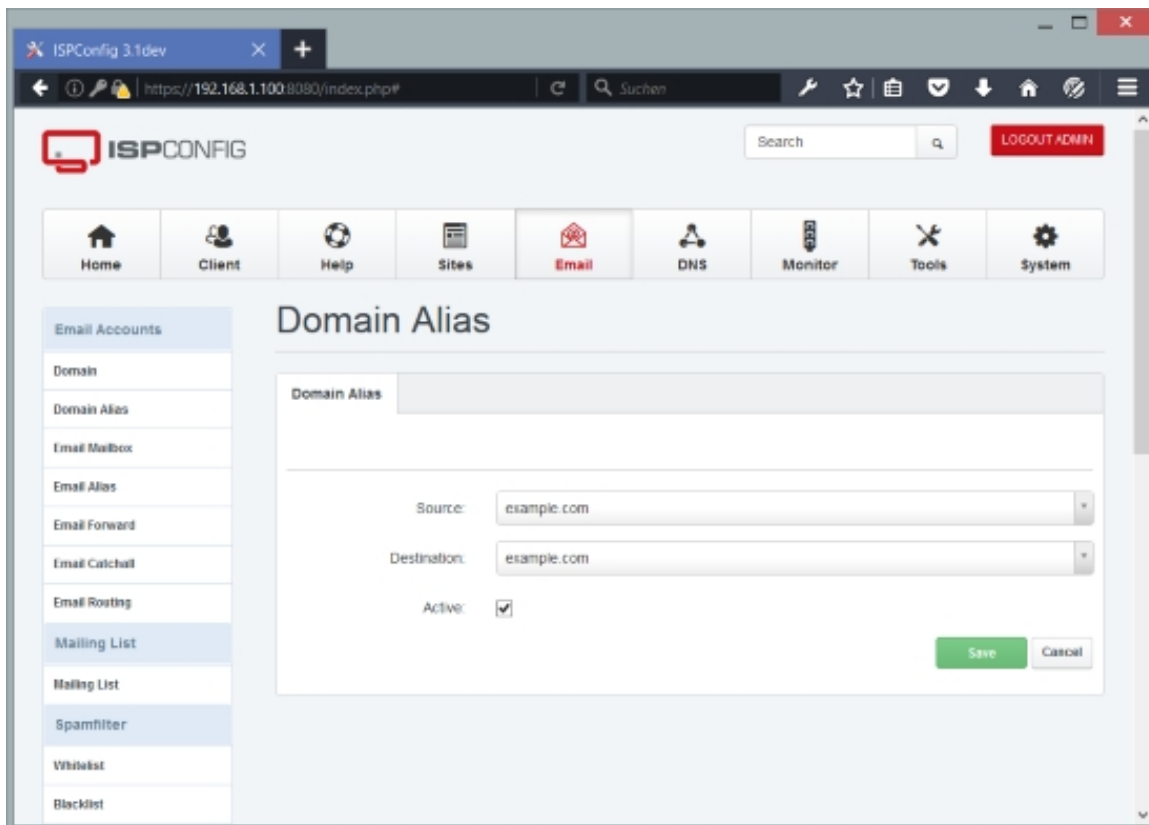 ISPConfig 3.1dev
https://192.168.1.100:8080/index.php#
Suchen
ISPCONFIG
Search
LOGOUT ADMIN
Home
Client
Help
Sites
Email
DNS
Monitor
Tools
System
Email Accounts
Domain
Domain Alias
Email Mailbox
Email Alias
Email Forward
Email Catchall
Email Routing
Mailing List
Mailing List
Spamfilter
Whitelist
Blacklist
Domain Alias
Domain Alias
Source: example.com
Destination: example.com
Active:
Save Cancel